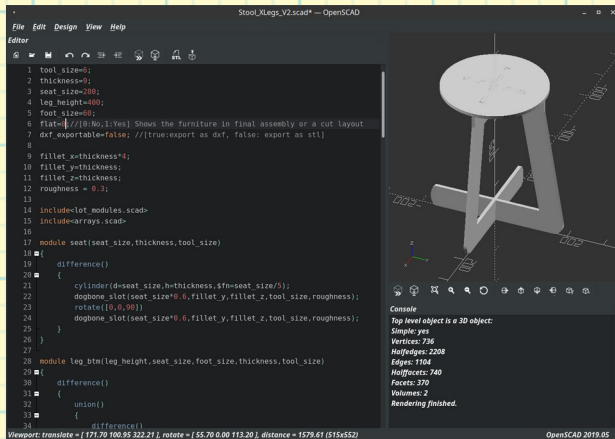 Stool_XLegs_V2.scad* — OpenSCAD
File Edit Design View Help
Editor
1 tool_size=6;
2 thickness=9;
3 seat_size=280;
4 leg_height=400;
5 foot_size=60;
6 flat=0;//[0:No,1:Yes] Shows the furniture in final assembly or a cut layout
7 dxf_exportable=false; //[true:export as dxf, false: export as stl]
8
9 fillet_x=thickness*4;
10 fillet_y=thickness;
11 fillet_z=thickness;
12 roughness = 0.3;
13
14 include<lot_modules.scad>
15 include<arrays.scad>
16
17 module seat(seat_size,thickness,tool_size)
18 {
19 difference()
20 {
21 cylinder(d=seat_size,h=thickness,$fn=seat_size/5);
22 dogbone_slot(seat_size*0.6,fillet_y,fillet_z,tool_size,roughness);
23 rotate([0,0,90])
24 dogbone_slot(seat_size*0.6,fillet_y,fillet_z,tool_size,roughness);
25 }
26 }
27
28 module leg_btm(leg_height,seat_size,foot_size,thickness,tool_size)
29 {
30 difference()
31 {
32 union()
33 {
34 difference()
STL
z
x
Console
Top level object is a 3D object:
Simple: yes
Vertices: 736
Halfedges: 2208
Edges: 1104
Halffacets: 740
Facets: 370
Volumes: 2
Rendering finished.
Viewport: translate = [ 171.70 100.95 322.21 ], rotate = [ 55.70 0.00 113.20 ], distance = 1579.61 (515x552)
OpenSCAD 2019.05